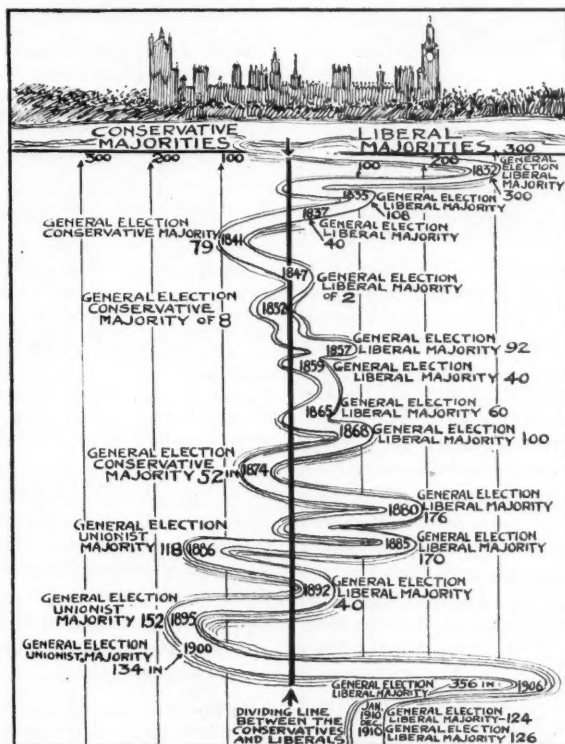 CONSERVATIVE
MAJORITIES
LIBERAL
MAJORITIES
300
300
200
100
100
200
GENERAL
ELECTION
LIBERAL
MAJORITY
300
1832
1835
GENERAL ELECTION
LIBERAL MAJORITY
108
1837
GENERAL ELECTION
LIBERAL MAJORITY
40
GENERAL ELECTION
CONSERVATIVE MAJORITY
79
1841
1847
GENERAL ELECTION
LIBERAL MAJORITY
OF 2
GENERAL ELECTION
CONSERVATIVE
MAJORITY OF 8
1852
1857
GENERAL ELECTION
LIBERAL MAJORITY 92
1859
GENERAL ELECTION
LIBERAL MAJORITY 40
1865
GENERAL ELECTION
LIBERAL MAJORITY 60
1868
GENERAL ELECTION
LIBERAL MAJORITY 100
GENERAL ELECTION
CONSERVATIVE
MAJORITY
52 IN
1874
1880
GENERAL ELECTION
LIBERAL MAJORITY
176
GENERAL ELECTION
UNIONIST
MAJORITY 118
1886
1885
GENERAL ELECTION
LIBERAL MAJORITY
170
1892
GENERAL ELECTION
LIBERAL MAJORITY
40
GENERAL ELECTION
UNIONIST
MAJORITY 152
1895
GENERAL ELECTION
UNIONIST MAJORITY
134 IN
1900
GENERAL ELECTION
LIBERAL MAJORITY
356 IN
1906
DIVIDING LINE
BETWEEN THE
CONSERVATIVES
AND LIBERALS
JAN.
1910
DEC.
1910
GENERAL ELECTION
LIBERAL MAJORITY-124
GENERAL ELECTION
LIBERAL MAJORITY 126